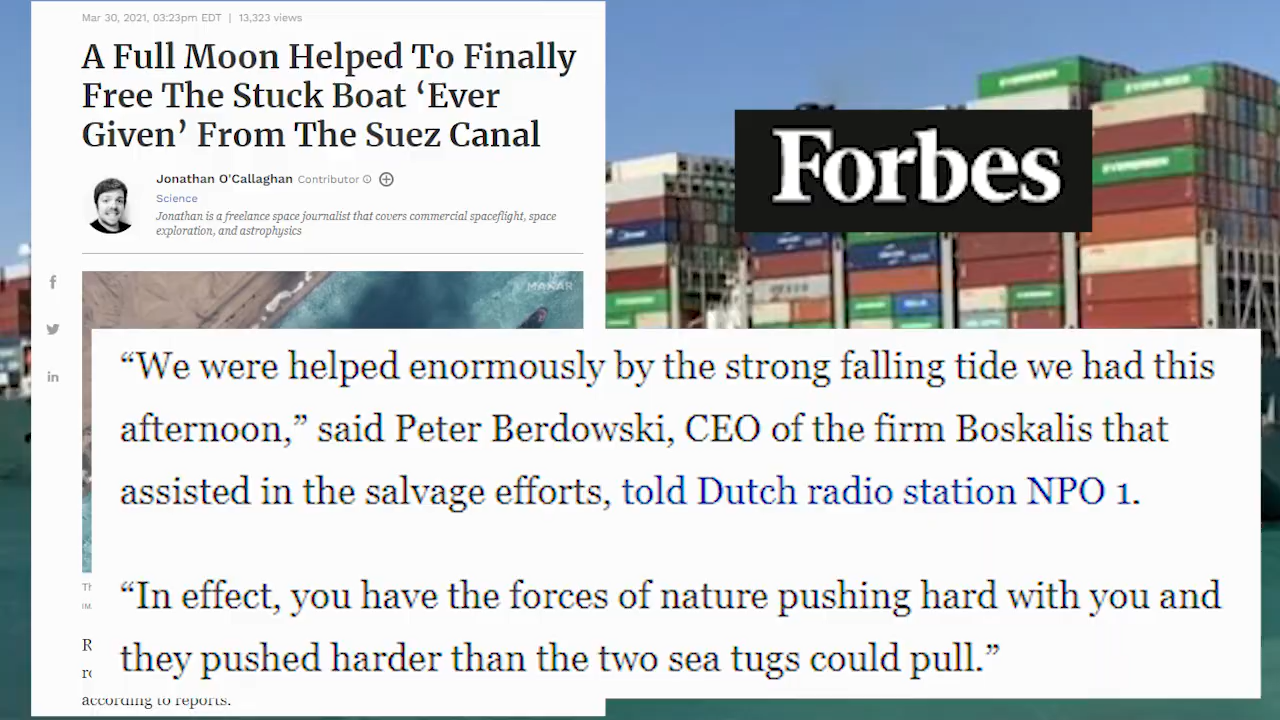 Mar 30, 2021, 03:23pm EDT | 13,323 views
A Full Moon Helped To Finally
Free The Stuck Boat ‘Ever
Given’ From The Suez Canal
Jonathan O'Callaghan Contributor
Science
Jonathan is a freelance space journalist that covers commercial spaceflight, space
exploration, and astrophysics
Forbes
EVERGREEN
“We were helped enormously by the strong falling tide we had this
afternoon,” said Peter Berdowski, CEO of the firm Boskalis that
assisted in the salvage efforts, told Dutch radio station NPO 1.
“In effect, you have the forces of nature pushing hard with you and
they pushed harder than the two sea tugs could pull.”
according to reports.